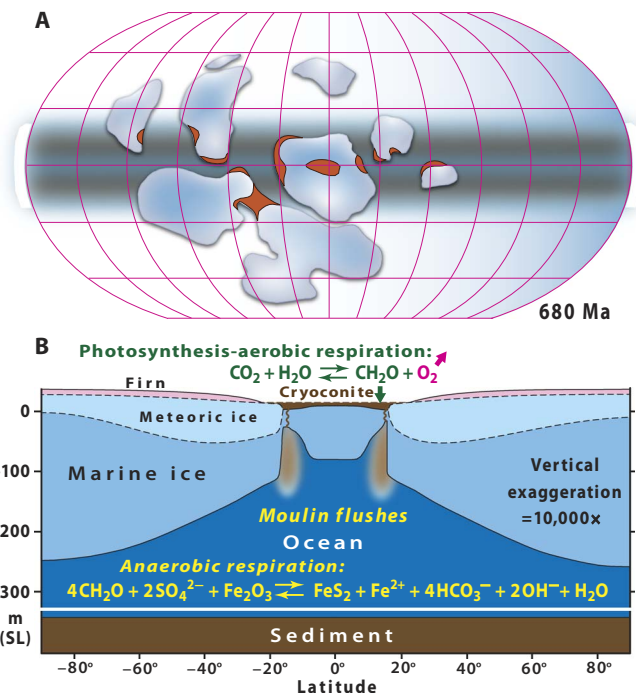 A
680 Ma
B
Photosynthesis-aerobic respiration:
CO₂ + H₂O ⇌ CH₂O + O₂
Firn
Cryoconite
0
Meteoric ice
Marine ice
100
Vertical
exaggeration
=10,000×
Moulin flushes
200
Ocean
Anaerobic respiration:
4CH₂O + 2SO₄²⁻ + Fe₂O₃ ⇌ FeS₂ + Fe²⁺ + 4HCO₃⁻ + 2OH⁻ + H₂O
300
m
(SL)
Sediment
−80° −60° −40° −20° 0° 20° 40° 60° 80°
Latitude